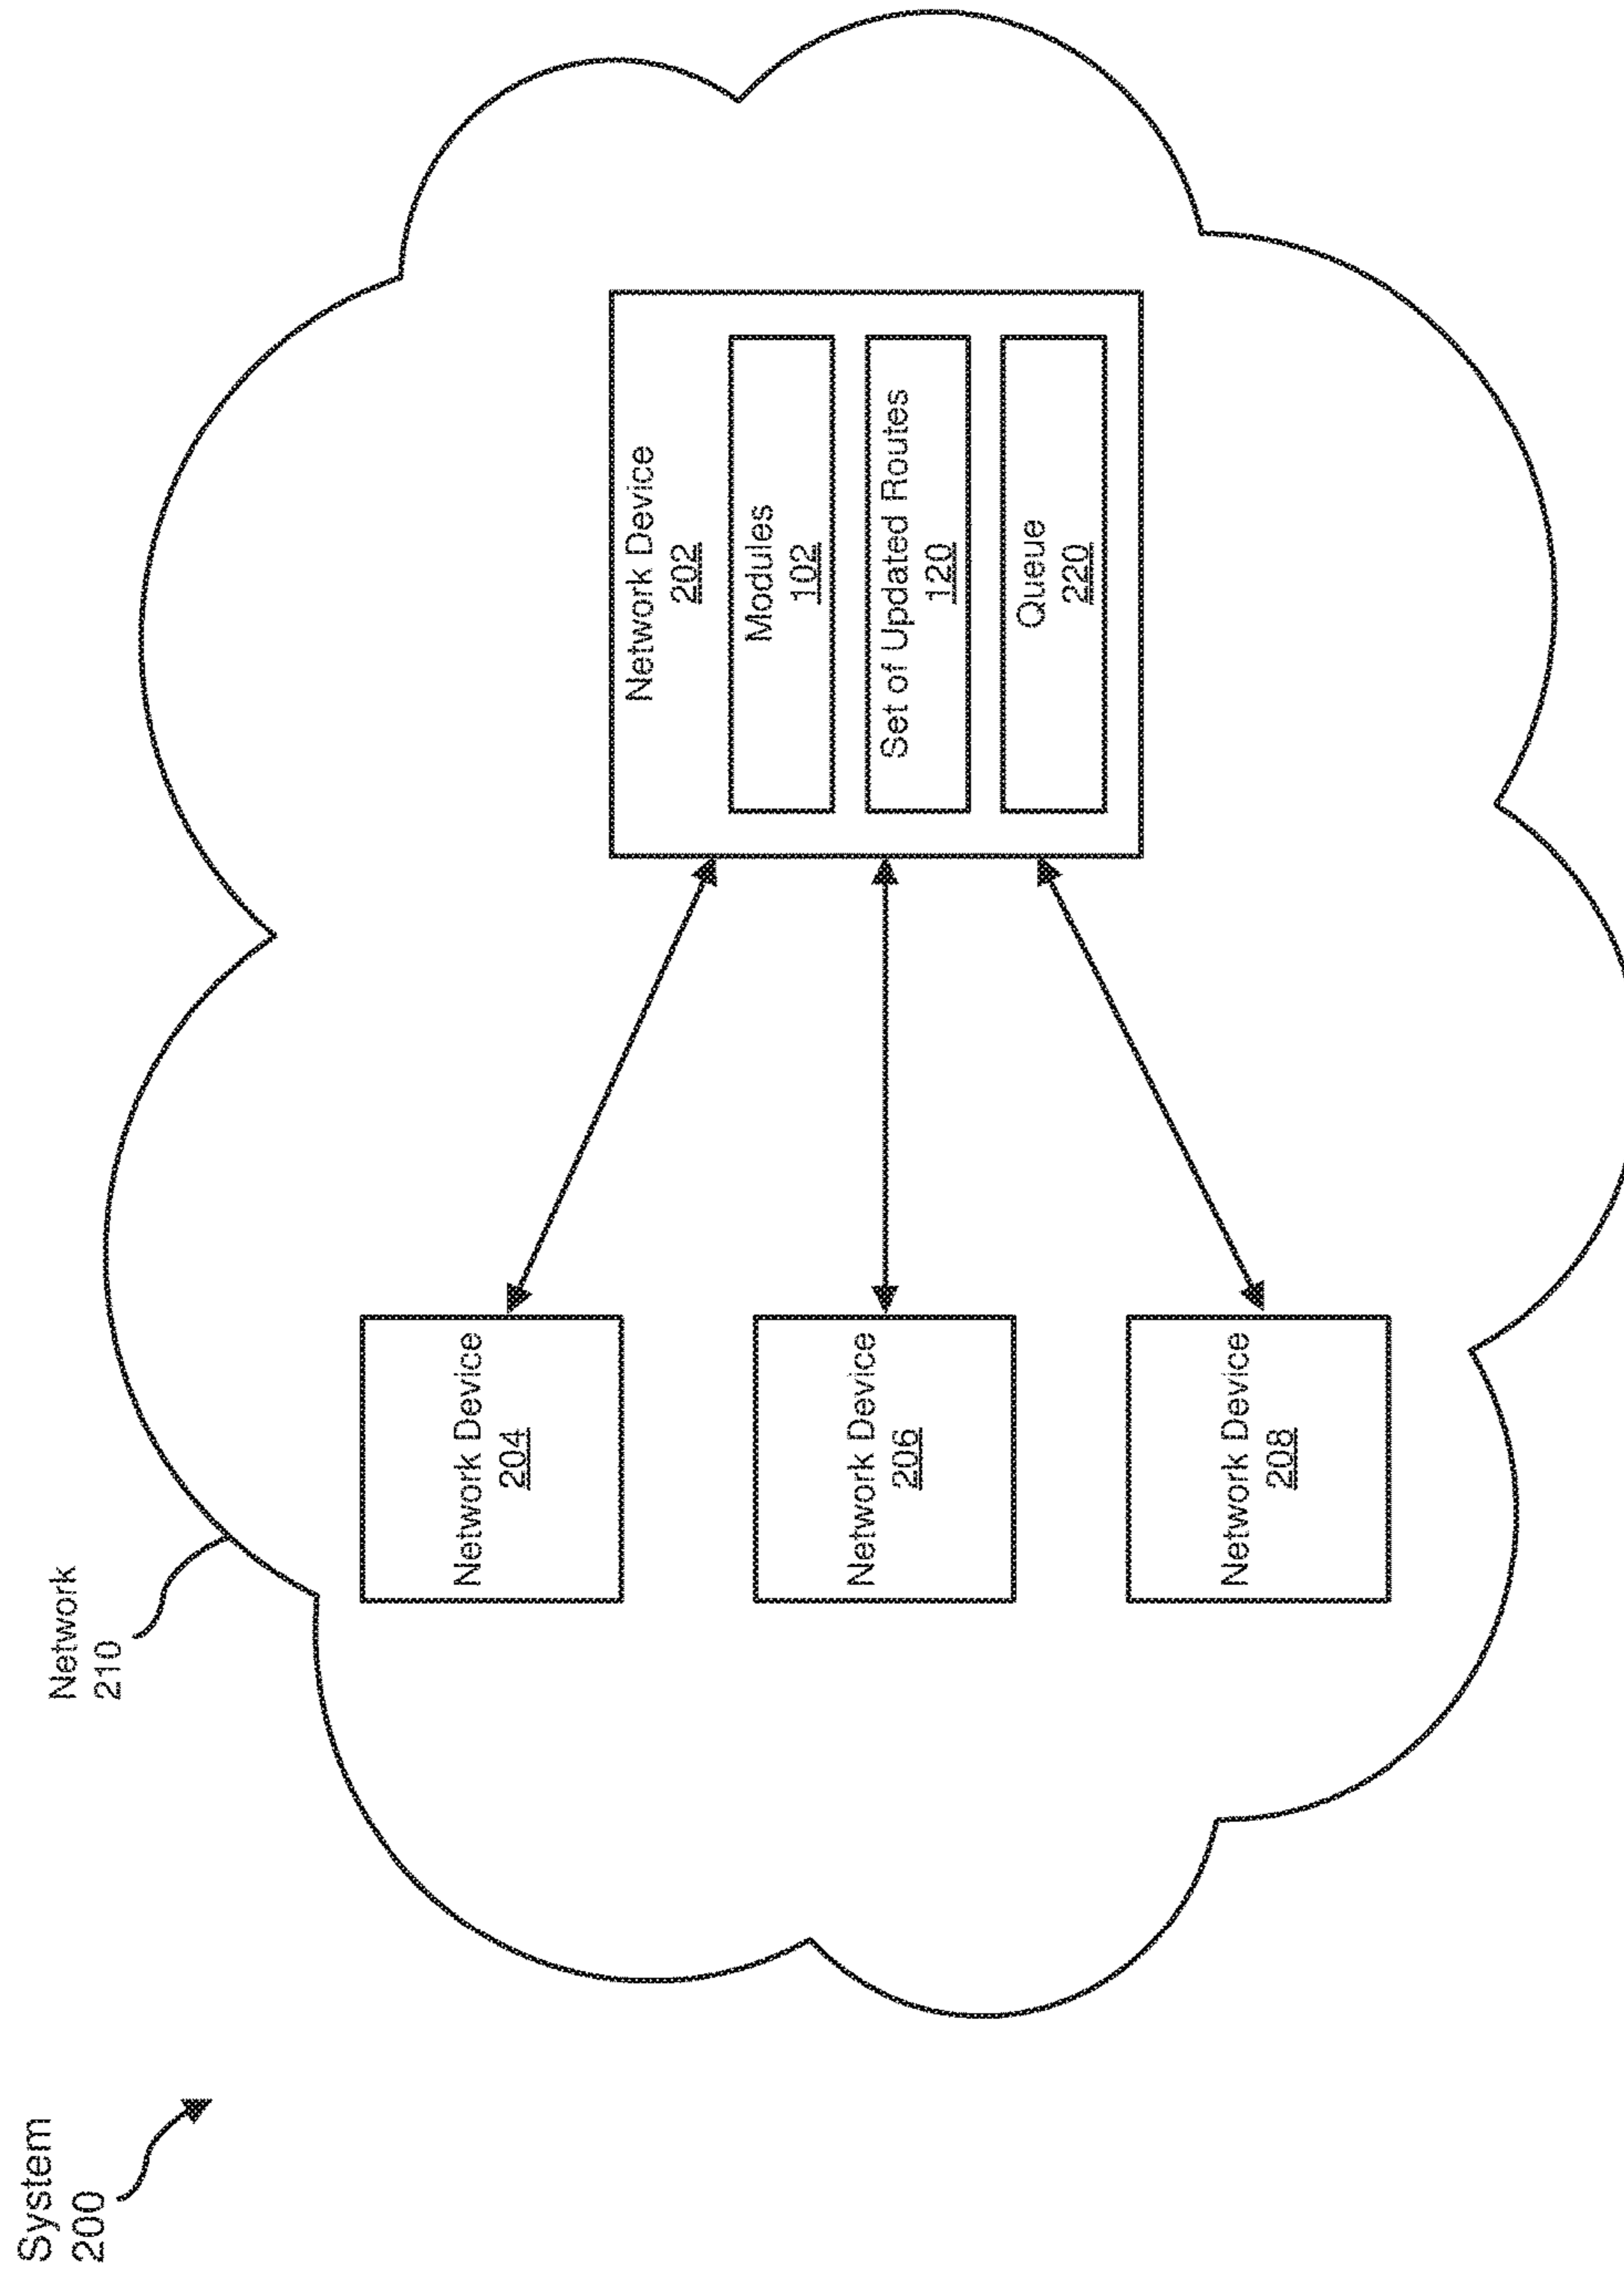 System
200
Network
210
Network Device
204
Network Device
206
Network Device
208
Network Device
202
Modules
102
Set of Updated Routes
120
Queue
220